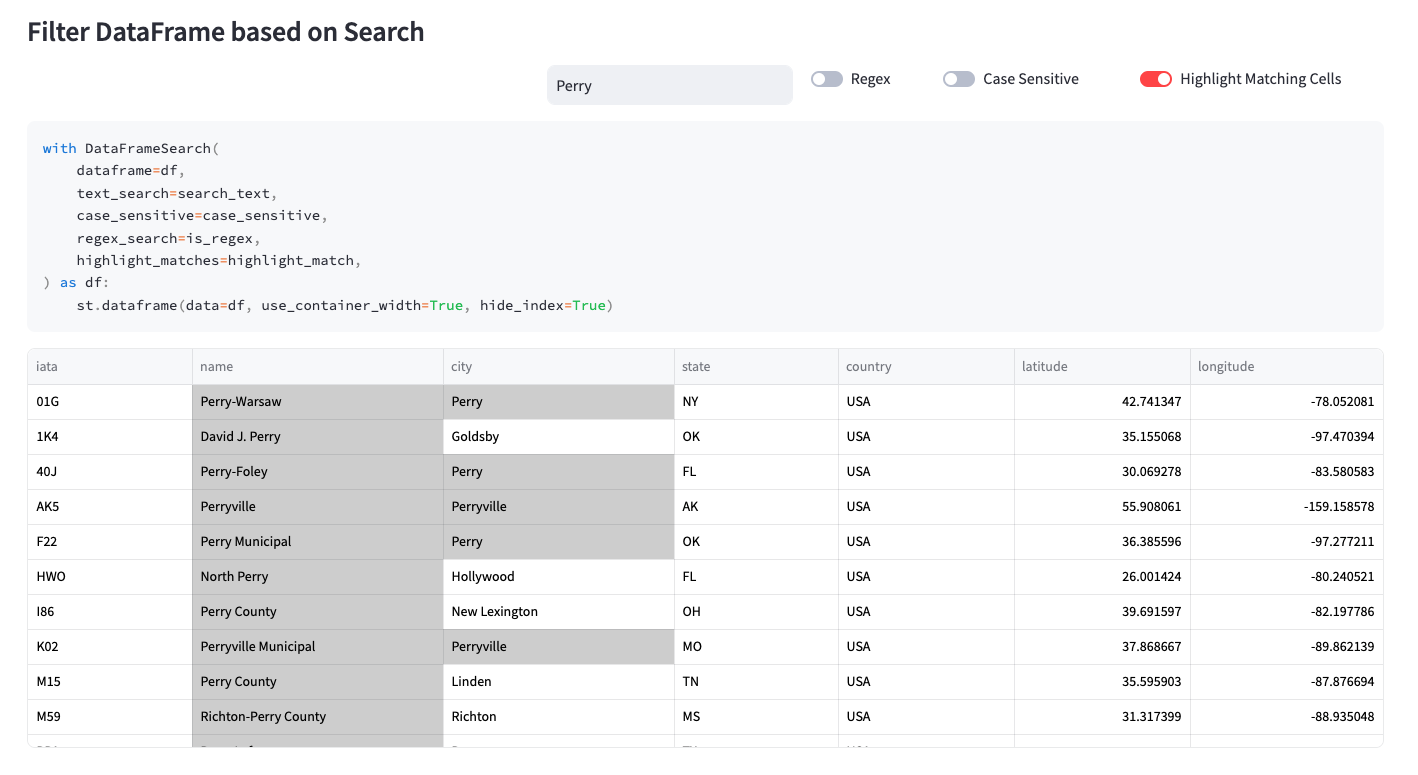 Filter DataFrame based on Search
Perry Regex Case Sensitive Highlight Matching Cells
with DataFrameSearch(
    dataframe=df,
    text_search=search_text,
    case_sensitive=case_sensitive,
    regex_search=is_regex,
    highlight_matches=highlight_match,
) as df:
    st.dataframe(data=df, use_container_width=True, hide_index=True)
iata name city state country latitude longitude
01G Perry-Warsaw Perry NY USA 42.741347 -78.052081
1K4 David J. Perry Goldsby OK USA 35.155068 -97.470394
40J Perry-Foley Perry FL USA 30.069278 -83.580583
AK5 Perryville Perryville AK USA 55.908061 -159.158578
F22 Perry Municipal Perry OK USA 36.385596 -97.277211
HWO North Perry Hollywood FL USA 26.001424 -80.240521
I86 Perry County New Lexington OH USA 39.691597 -82.197786
K02 Perryville Municipal Perryville MO USA 37.868667 -89.862139
M15 Perry County Linden TN USA 35.595903 -87.876694
M59 Richton-Perry County Richton MS USA 31.317399 -88.935048